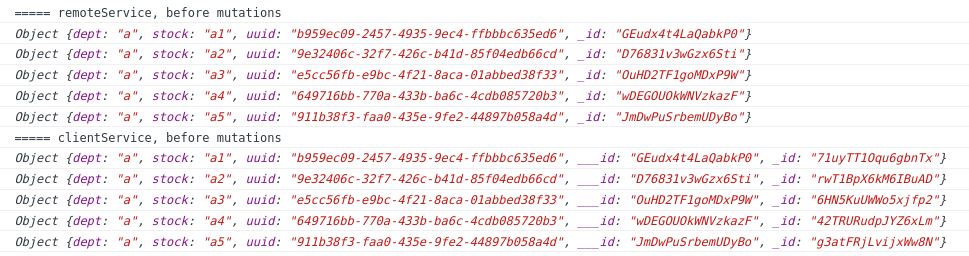 ===== remoteService, before mutations
Object {dept: "a", stock: "a1", uuid: "b959ec09-2457-4935-9ec4-ffbbbc635ed6", _id: "GEudx4t4LaQabkP0"}
Object {dept: "a", stock: "a2", uuid: "9e32406c-32f7-426c-b41d-85f04edb66cd", _id: "D76831v3wGzx6Sti"}
Object {dept: "a", stock: "a3", uuid: "e5cc56fb-e9bc-4f21-8aca-01abbed38f33", _id: "OuHD2TF1goMDxP9W"}
Object {dept: "a", stock: "a4", uuid: "649716bb-770a-433b-ba6c-4cdb085720b3", _id: "wDEGOUOkWNVzkazF"}
Object {dept: "a", stock: "a5", uuid: "911b38f3-faa0-435e-9fe2-44897b058a4d", _id: "JmDwPuSrbemUDyBo"}
===== clientService, before mutations
Object {dept: "a", stock: "a1", uuid: "b959ec09-2457-4935-9ec4-ffbbbc635ed6", ___id: "GEudx4t4LaQabkP0", _id: "71uyTT1Oqu6gbnTx"}
Object {dept: "a", stock: "a2", uuid: "9e32406c-32f7-426c-b41d-85f04edb66cd", ___id: "D76831v3wGzx6Sti", _id: "rwT1BpX6kM6IBuAD"}
Object {dept: "a", stock: "a3", uuid: "e5cc56fb-e9bc-4f21-8aca-01abbed38f33", ___id: "OuHD2TF1goMDxP9W", _id: "6HN5KuUWWo5xjfp2"}
Object {dept: "a", stock: "a4", uuid: "649716bb-770a-433b-ba6c-4cdb085720b3", ___id: "wDEGOUOkWNVzkazF", _id: "42TRURudpJYZ6xLm"}
Object {dept: "a", stock: "a5", uuid: "911b38f3-faa0-435e-9fe2-44897b058a4d", ___id: "JmDwPuSrbemUDyBo", _id: "g3atFRjLvijxWw8N"}